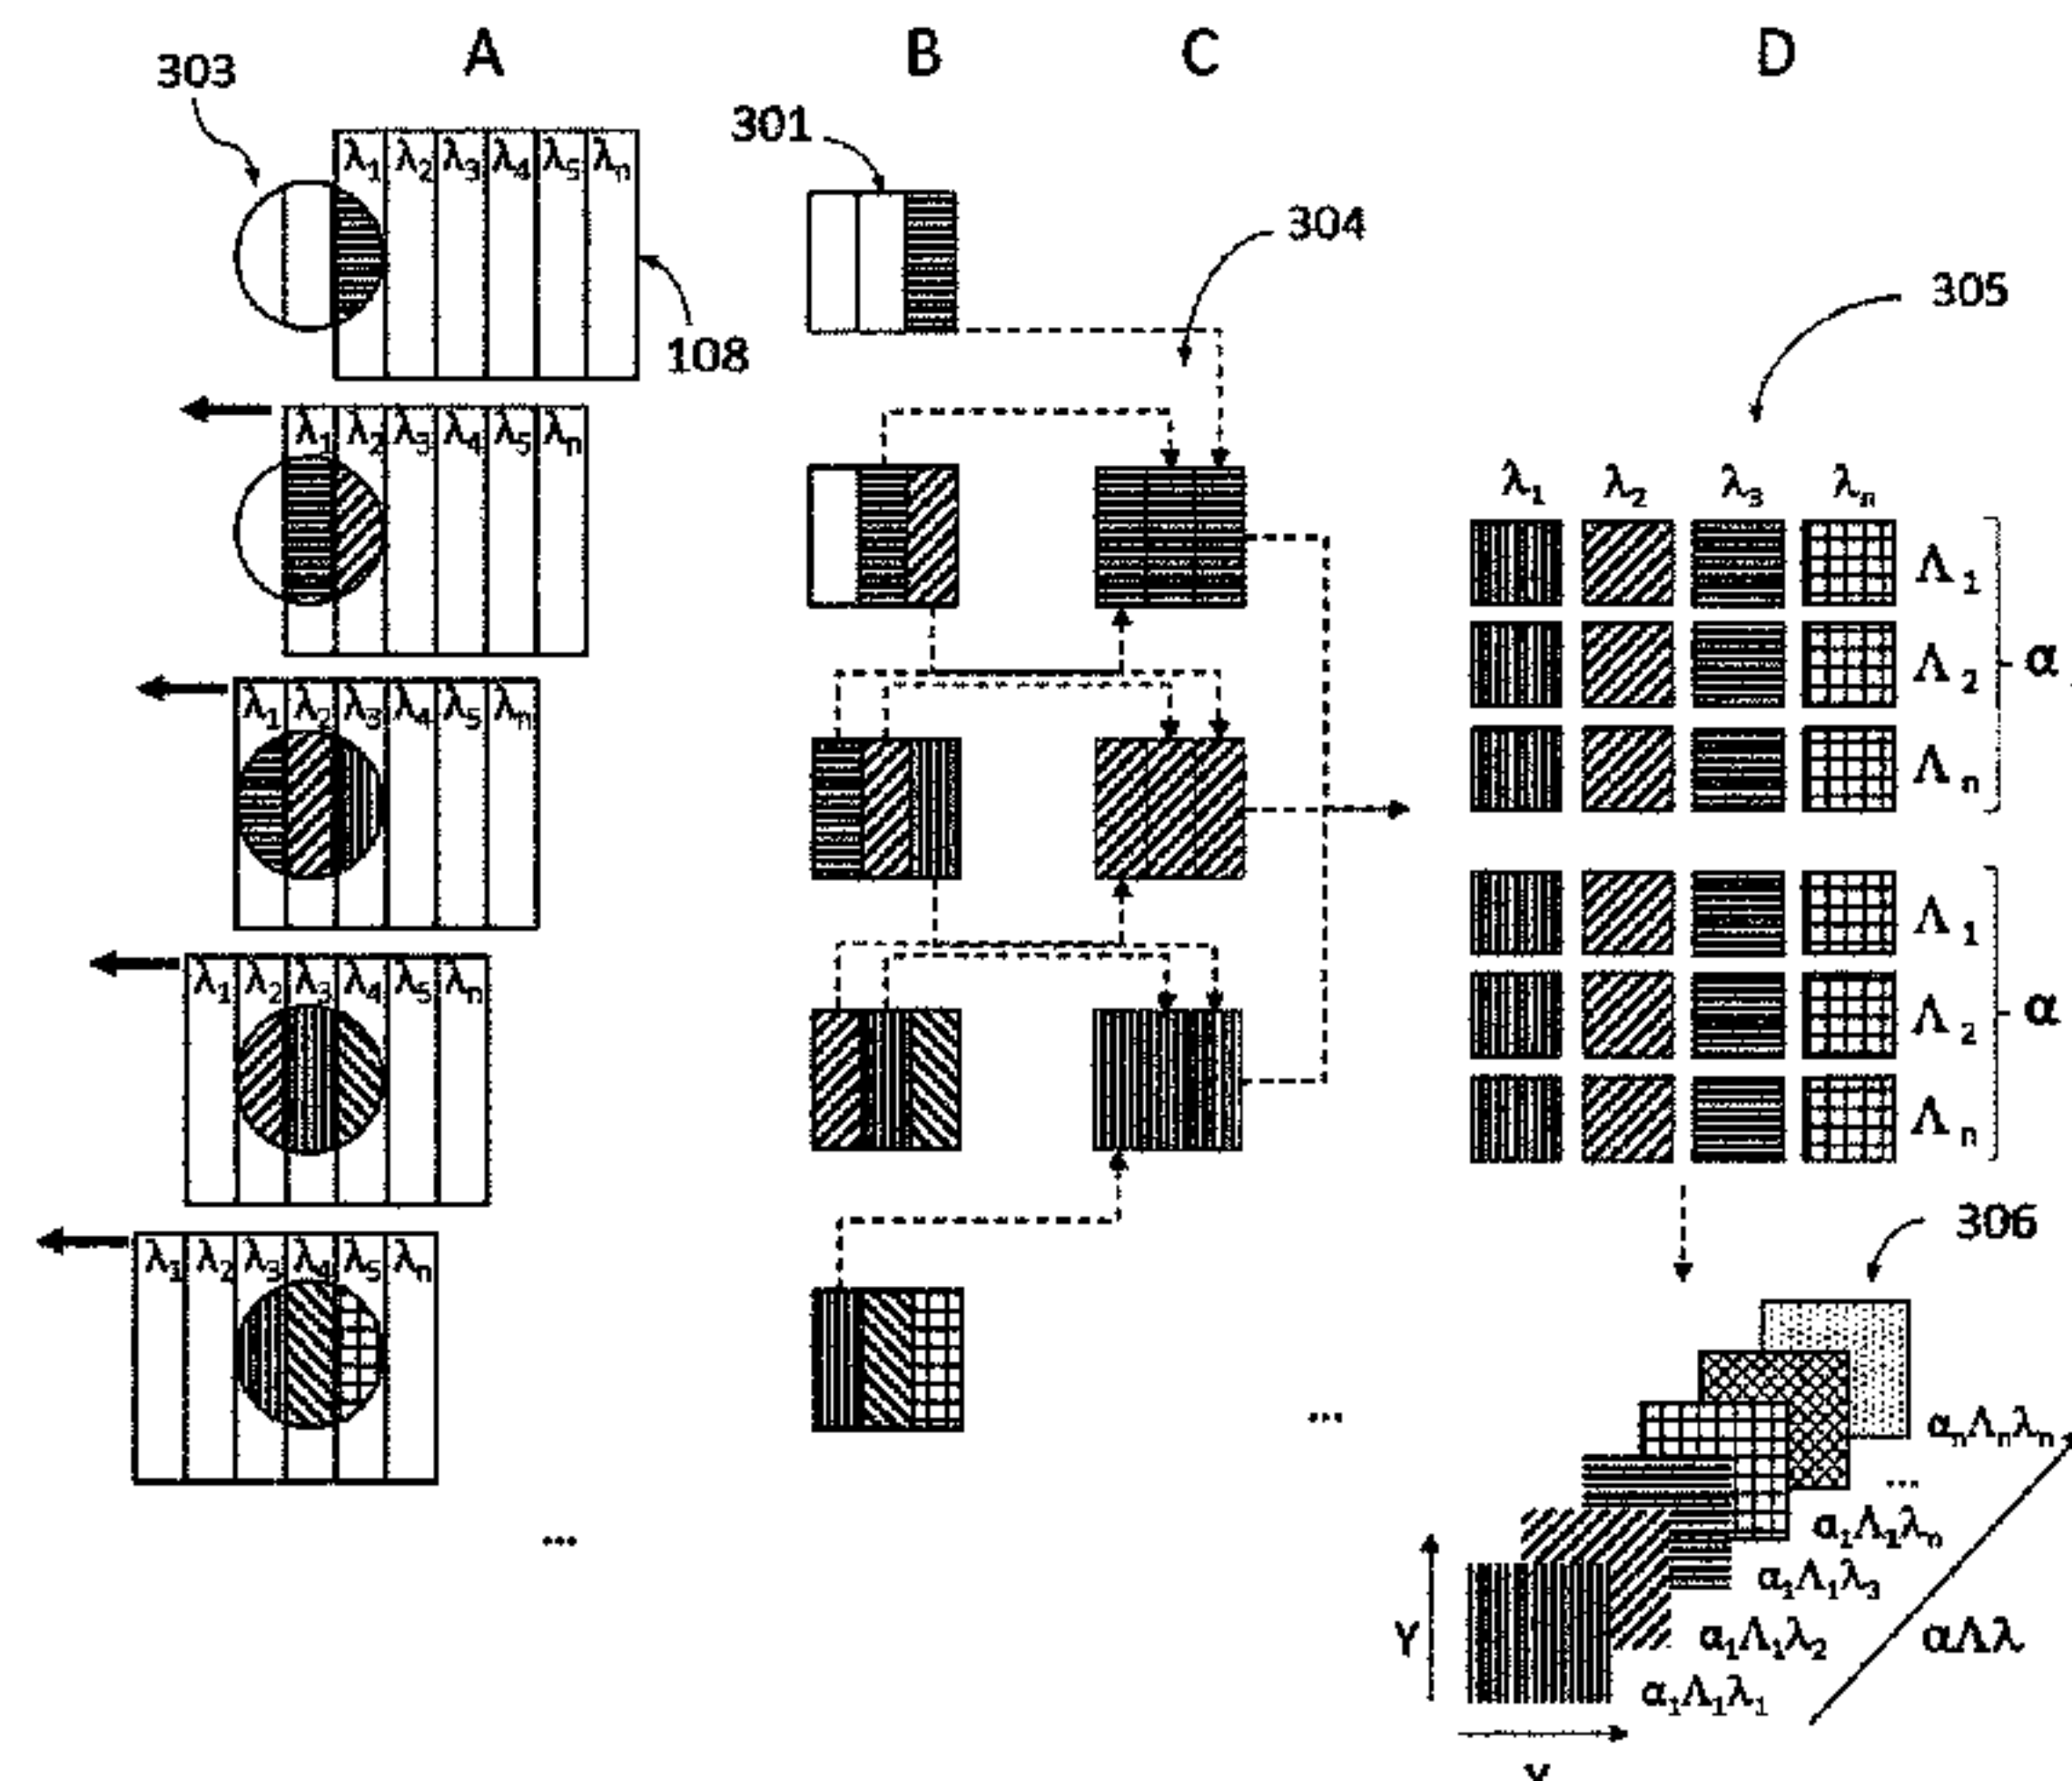 A B C D
303
301
304
305
108
λ1 λ2 λ3 λ4 λ5 λn
λ1 λ2 λ3 λ4 λ5 λn
λ1 λ2 λ3 λ4 λ5 λn
λ1 λ2 λ3 λ4 λ5 λn
λ1 λ2 λ3 λ4 λ5 λn
...
...
λ1 λ2 λ3 λn
Λ1
Λ2
Λn
α
Λ1
Λ2
Λn
α
306
αnΛnλn
...
α1Λ1λn
α1Λ1λ3
α1Λ1λ2
α1Λ1λ1
αΛλ
Y